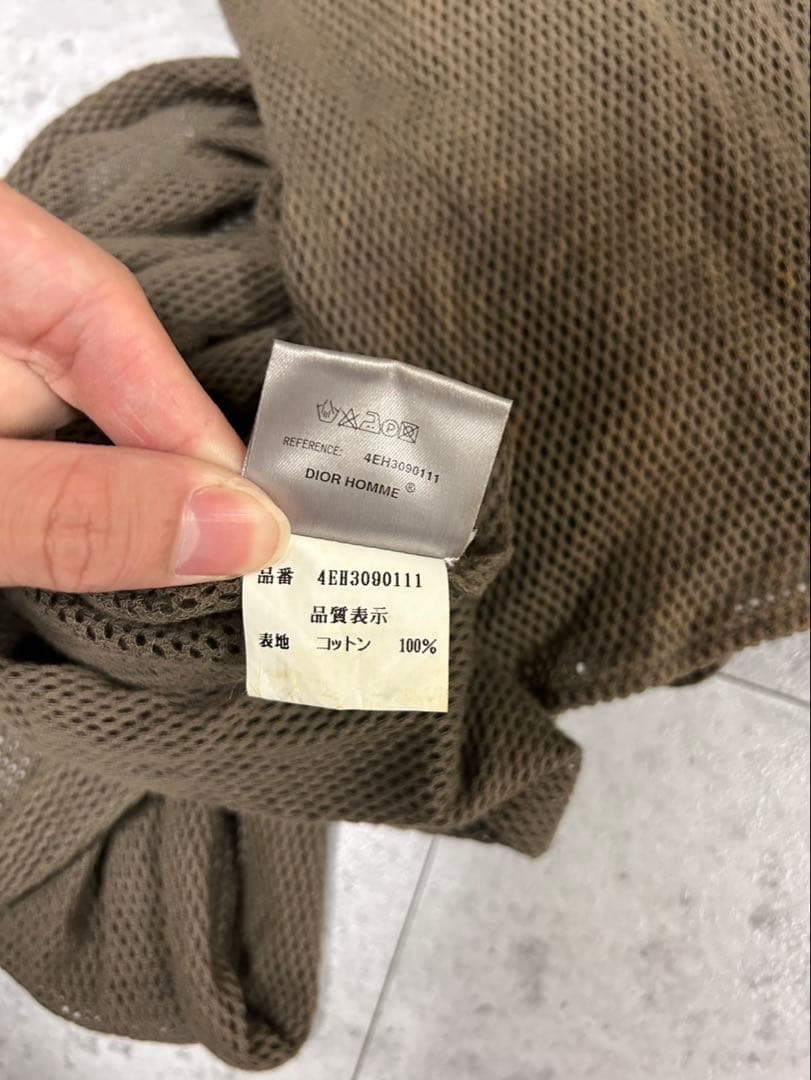 REFERENCE: 4EH3090111
DIOR HOMME ®
品番 4EH3090111
品質表示
表地 コットン 100%